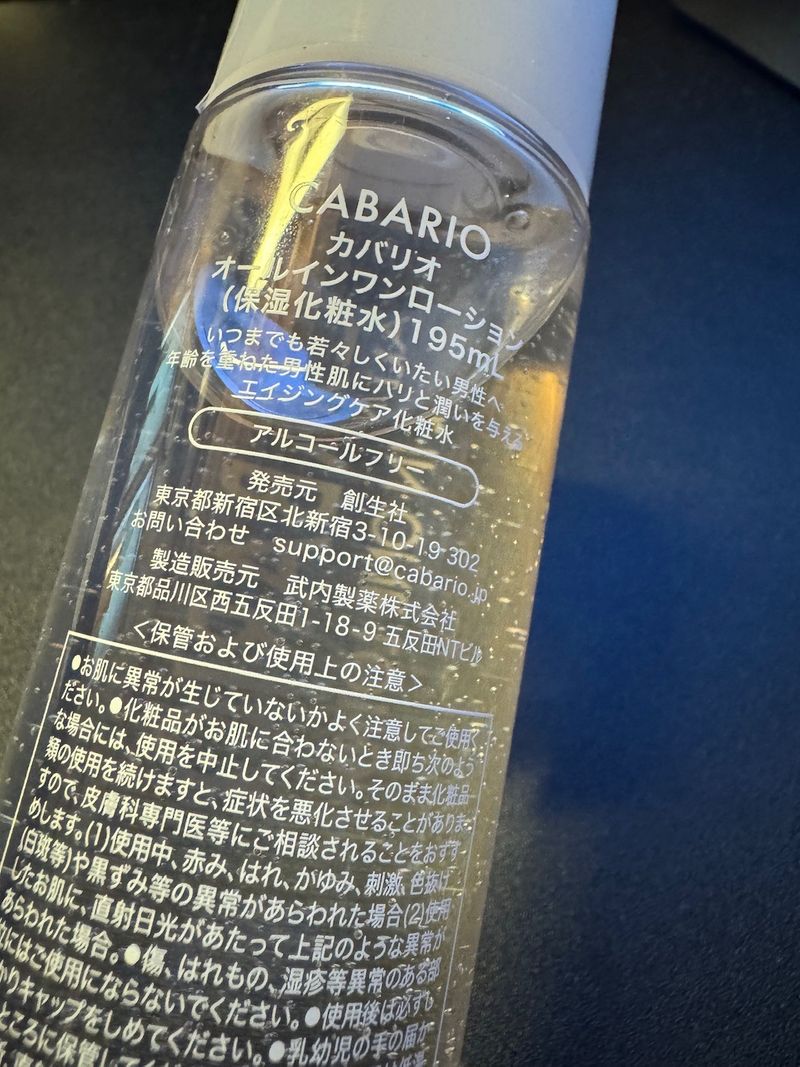 CABARIO
カバリオ
オールインワンローション
(保湿化粧水)195mL
いつまでも若々しくいたい男性へ
年齢を重ねた男性肌にハリと潤いを与える
エイジングケア化粧水
アルコールフリー
発売元 創生社
東京都新宿区北新宿3-10-19-302
お問い合わせ support@cabario.jp
製造販売元 武内製薬株式会社
東京都品川区西五反田1-18-9 五反田NTビル
<保管および使用上の注意>
●お肌に異常が生じていないかよく注意してご使用く
ださい。●化粧品がお肌に合わないとき即ち次のよう
な場合には、使用を中止してください。そのまま化粧品
類の使用を続けますと、症状を悪化させることがありま
すので、皮膚科専門医等にご相談されることをおすす
めします。(1)使用中、赤み、はれ、かゆみ、刺激、色抜け
(白斑等)や黒ずみ等の異常があらわれた場合(2)使用
したお肌に、直射日光があたって上記のような異常が
あらわれた場合。●傷、はれもの、湿疹等異常のある部
位にはご使用にならないでください。●使用後は必ずし
かりキャップをしめてください。
ところに保管してくだ ●乳幼児の手の届か